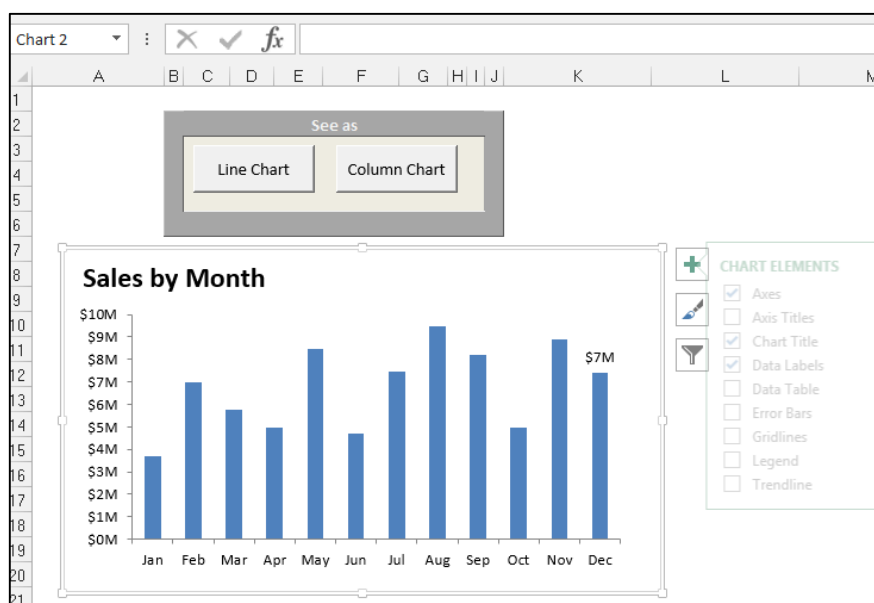 Chart 2
fx
A B C D E F G H I J K L M
1
2
3
4
5
6
7
8
9
10
11
12
13
14
15
16
17
18
19
20
21
See as
Line Chart Column Chart
Sales by Month
$10M
$9M
$8M
$7M
$6M
$5M
$4M
$3M
$2M
$1M
$0M
$7M
Jan Feb Mar Apr May Jun Jul Aug Sep Oct Nov Dec
CHART ELEMENTS
Axes
Axis Titles
Chart Title
Data Labels
Data Table
Error Bars
Gridlines
Legend
Trendline